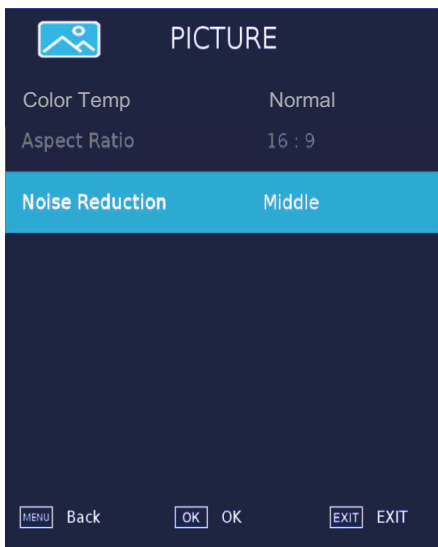 PICTURE
Color Temp Normal
Aspect Ratio 16 : 9
Noise Reduction Middle
MENU Back OK OK EXIT EXIT